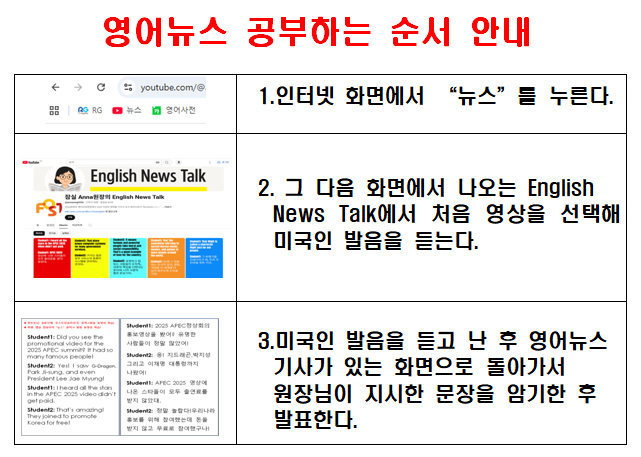 영어뉴스 공부하는 순서 안내
youtube.com/@
RG 뉴스 영어사전
1.인터넷 화면에서 “뉴스”를 누른다.
YouTube
English News Talk
잠실 Anna원장의 English News Talk
2. 그 다음 화면에서 나오는 English
News Talk에서 처음 영상을 선택해
미국인 발음을 듣는다.
Student1: Did you see the
promotional video for the
2025 APEC summit? It had so
many famous people!
Student2: Yes! I saw G-Dragon,
Park Ji-sung, and even
President Lee Jae Myung!
Student1: I heard all the stars
in the APEC 2025 video didn't
get paid.
Student2: That's amazing!
They joined to promote
Korea for free!
Student1: 2025 APEC정상회의
홍보영상을 봤어? 유명한
사람들이 정말 많았어!
Student2: 응! 지드래곤,박지성
그리고 이재명 대통령까지
나왔어!
Student1: APEC 2025 영상에
나온 스타들이 모두 출연료를
받지 않았대.
Student2: 정말 놀랍다!우리나라
홍보를 위해 참여했는데 돈을
받지 않고 무료로 참여했구나!
3.미국인 발음을 듣고 난 후 영어뉴스
기사가 있는 화면으로 돌아가서
원장님이 지시한 문장을 암기한 후
발표한다.